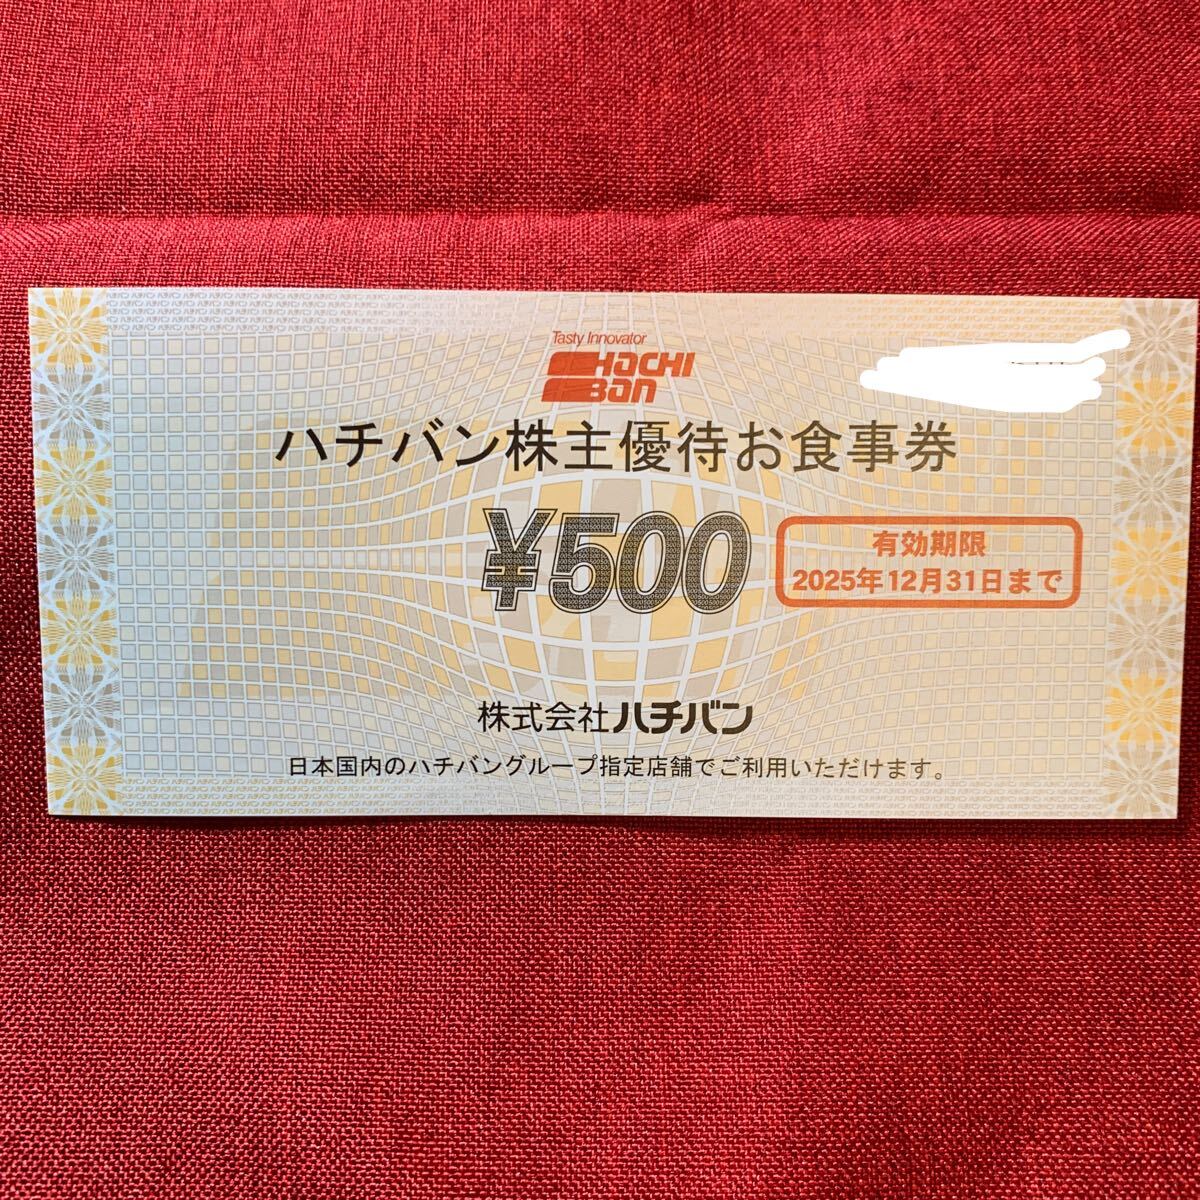 Tasty Innovator
HACHI
BAN
ハチバン株主優待お食事券
¥500
有効期限
2025年12月31日まで
株式会社ハチバン
日本国内のハチバングループ指定店舗でご利用いただけます。